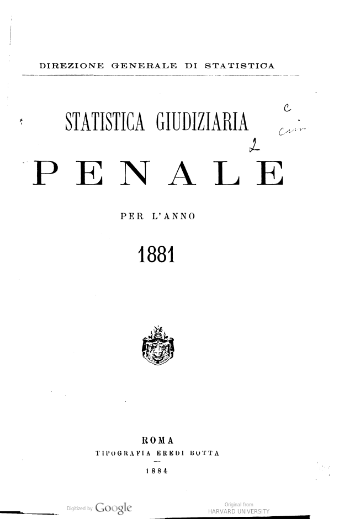 DIREZIONE GENERALE DI STATISTICA
STATISTICA GIUDIZIARIA
PENALE
PER L'ANNO
1881
ROMA
TIPOGRAFIA EREDI BOTTA
1884
Digitized by Google
Original from
HARVARD UNIVERSITY